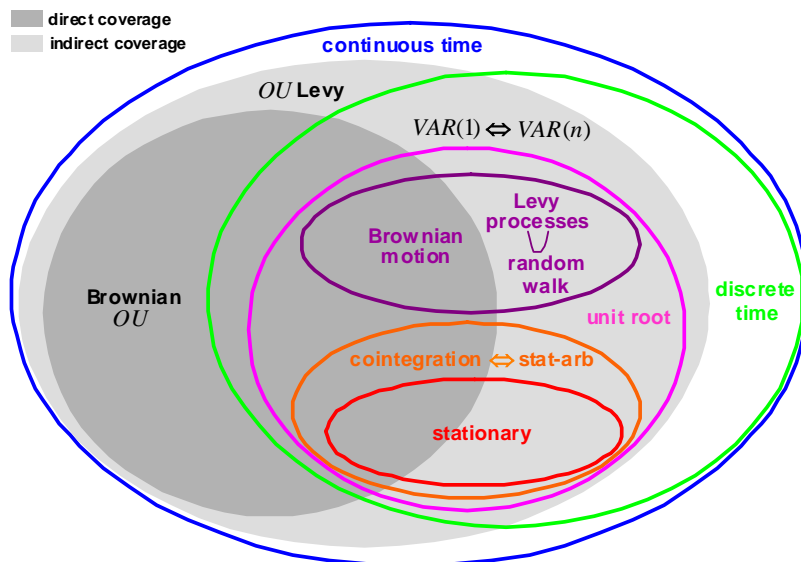 direct coverage
indirect coverage
continuous time
OU Levy
VAR(1) ⇔ VAR(n)
Levy
processes
Brownian
motion
random
walk
Brownian
OU
discrete
time
unit root
cointegration ⇔ stat-arb
stationary